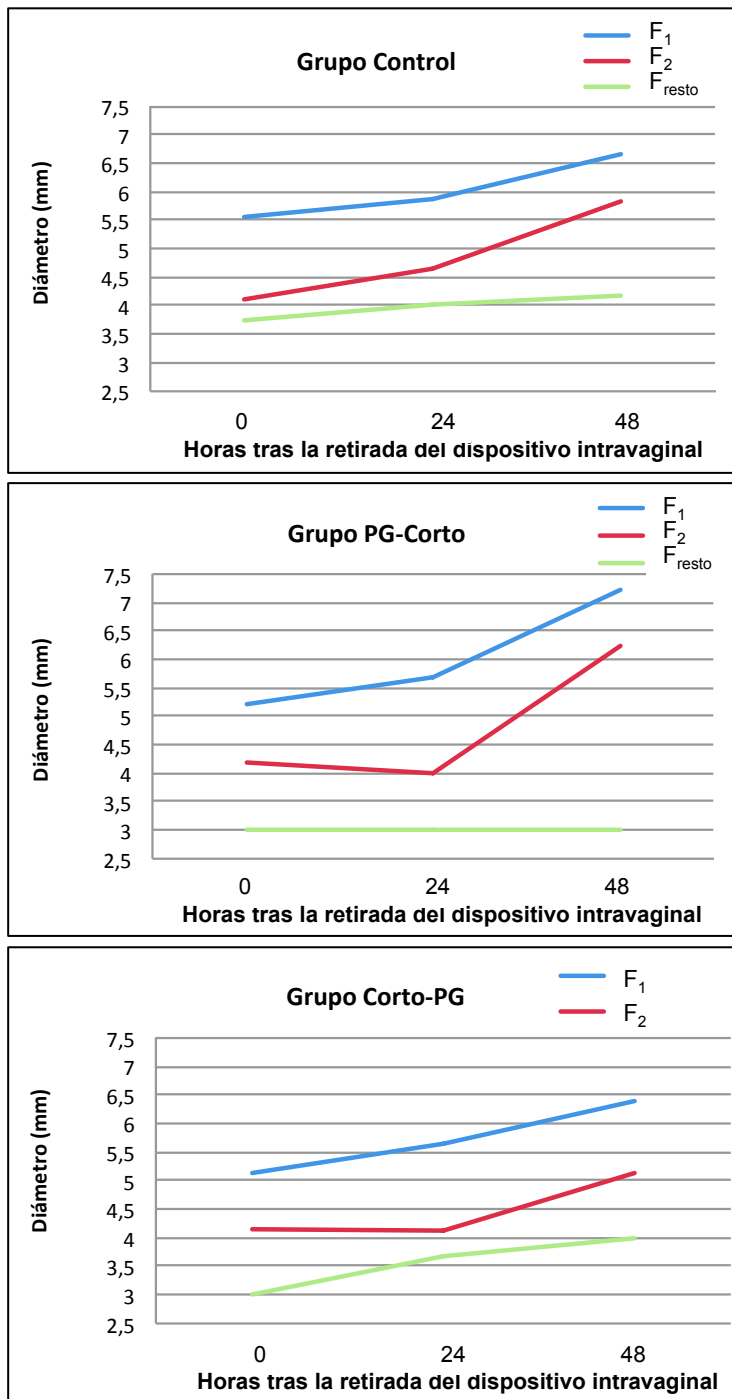 Grupo Control
F1
F2
Fresto
Diámetro (mm)
7,5
7
6,5
6
5,5
5
4,5
4
3,5
3
2,5
0 24 48
Horas tras la retirada del dispositivo intravaginal
Grupo PG-Corto
F1
F2
Fresto
Diámetro (mm)
7,5
7
6,5
6
5,5
5
4,5
4
3,5
3
2,5
0 24 48
Horas tras la retirada del dispositivo intravaginal
Grupo Corto-PG
F1
F2
Diámetro (mm)
7,5
7
6,5
6
5,5
5
4,5
4
3,5
3
2,5
0 24 48
Horas tras la retirada del dispositivo intravaginal